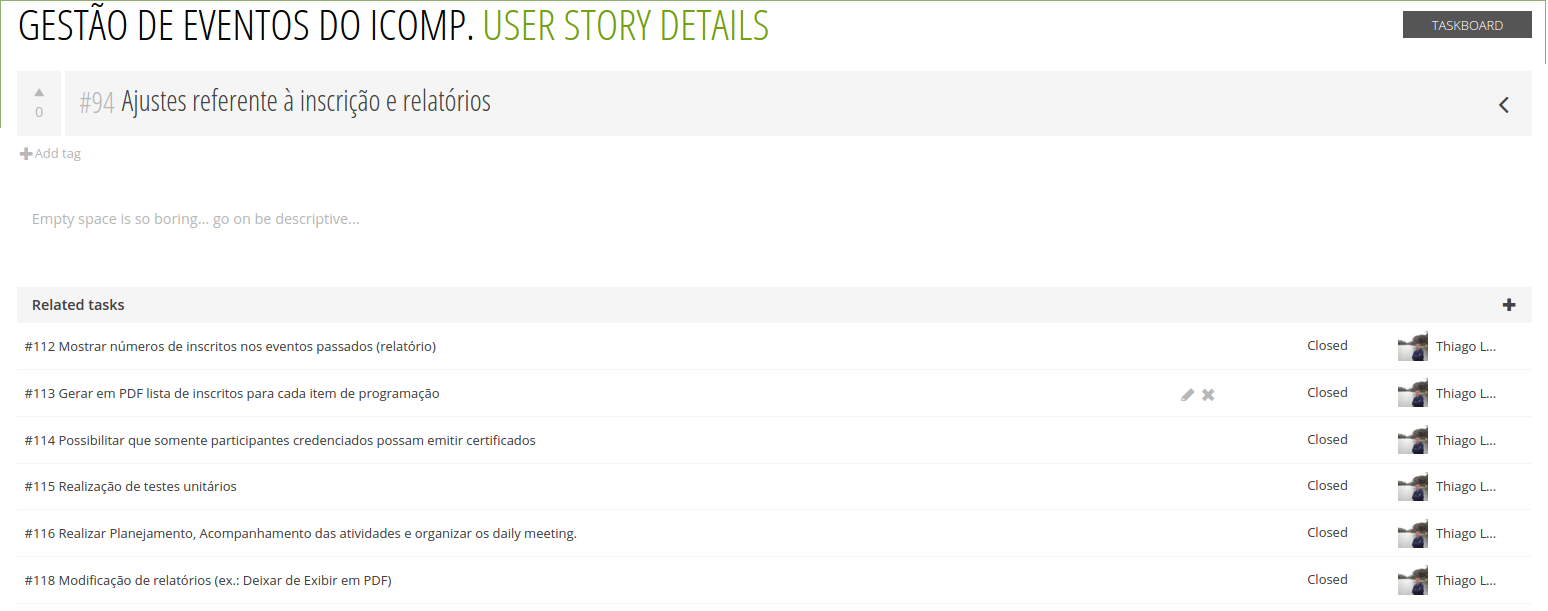 GESTÃO DE EVENTOS DO ICOMP. USER STORY DETAILS
TASKBOARD
0
#94 Ajustes referente à inscrição e relatórios
Add tag
Empty space is so boring... go on be descriptive...
Related tasks
#112 Mostrar números de inscritos nos eventos passados (relatório) Closed Thiago L...
#113 Gerar em PDF lista de inscritos para cada item de programação Closed Thiago L...
#114 Possibilitar que somente participantes credenciados possam emitir certificados Closed Thiago L...
#115 Realização de testes unitários Closed Thiago L...
#116 Realizar Planejamento, Acompanhamento das atividades e organizar os daily meeting. Closed Thiago L...
#118 Modificação de relatórios (ex.: Deixar de Exibir em PDF) Closed Thiago L...